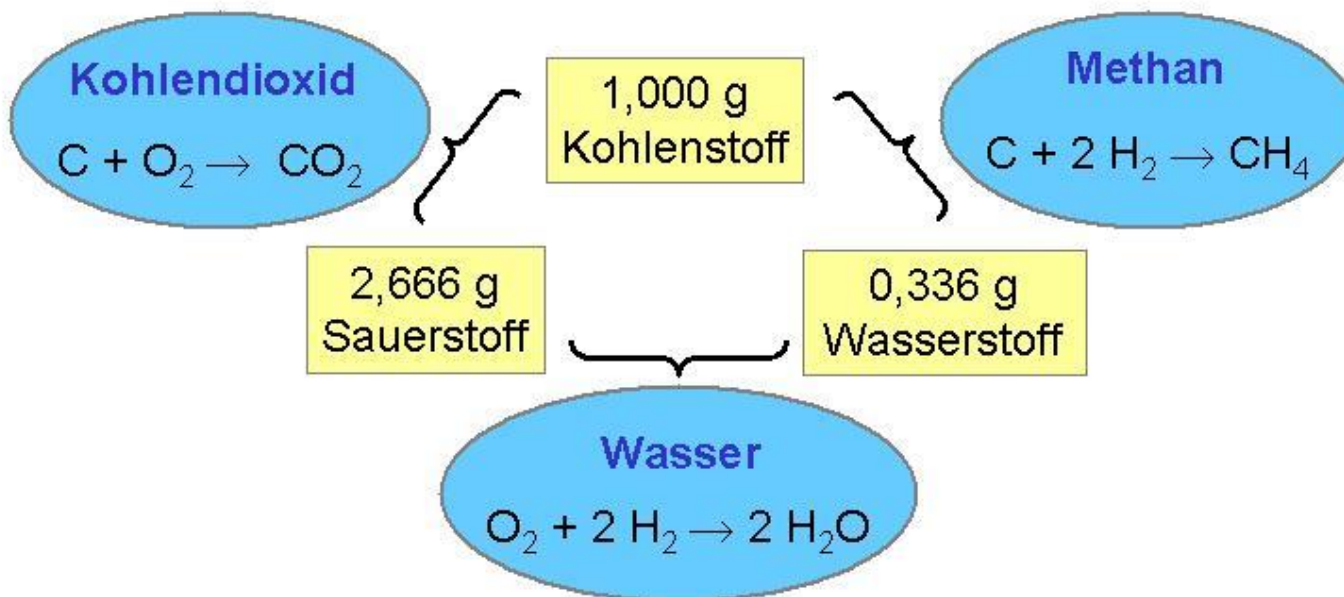 Kohlendioxid
C + O₂ → CO₂
1,000 g
Kohlenstoff
Methan
C + 2 H₂ → CH₄
2,666 g
Sauerstoff
0,336 g
Wasserstoff
Wasser
O₂ + 2 H₂ → 2 H₂O